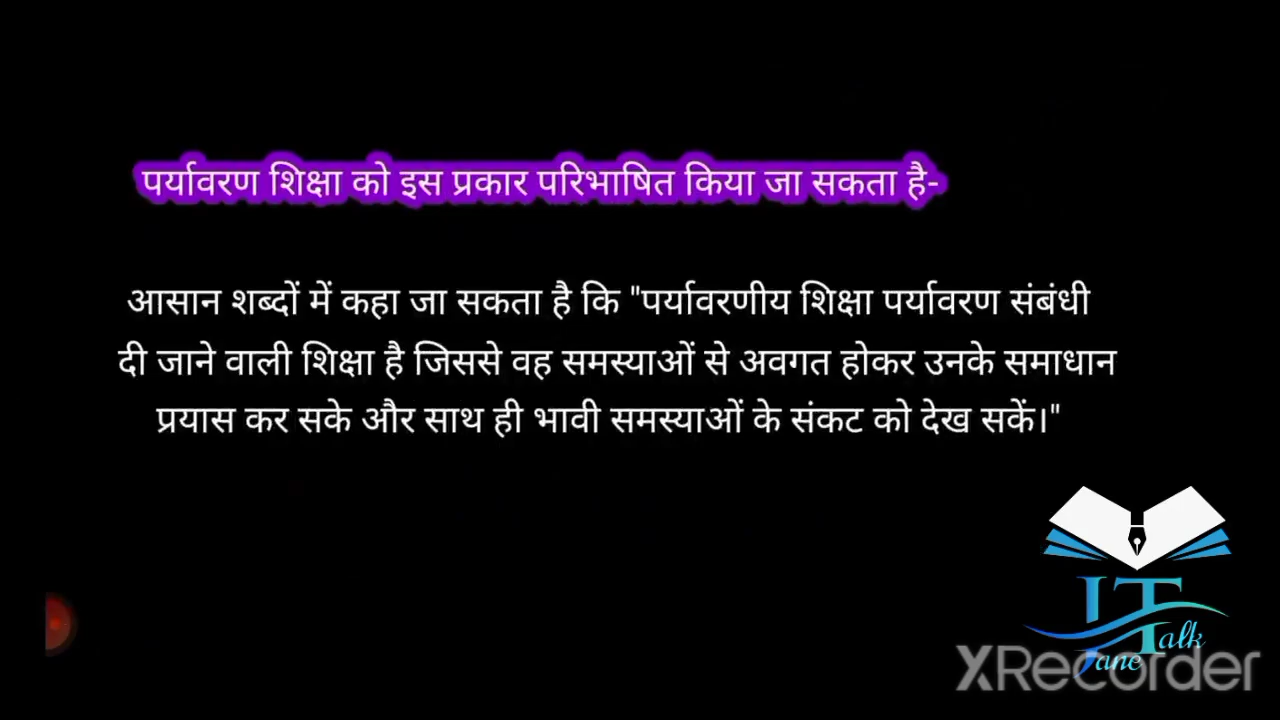 पर्यावरण शिक्षा को इस प्रकार परिभाषित किया जा सकता है-
आसान शब्दों में कहा जा सकता है कि "पर्यावरणीय शिक्षा पर्यावरण संबंधी
दी जाने वाली शिक्षा है जिससे वह समस्याओं से अवगत होकर उनके समाधान
प्रयास कर सके और साथ ही भावी समस्याओं के संकट को देख सकें।"
Jane Talk
XRecorder